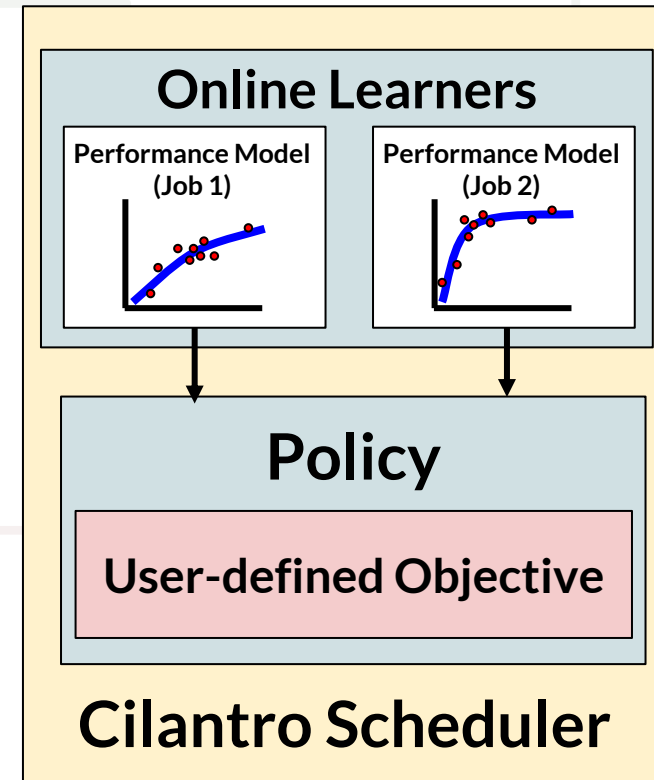 Online Learners
Performance Model
(Job 1)
Performance Model
(Job 2)
Policy
User-defined Objective
Cilantro Scheduler